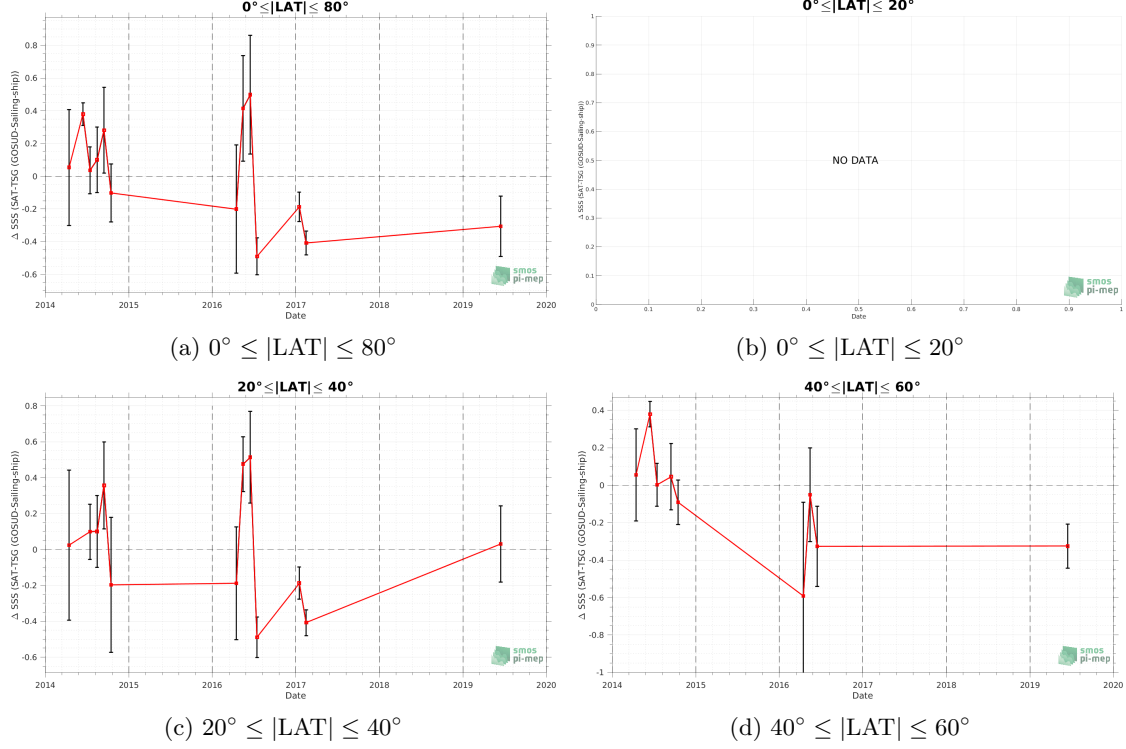 0°≤|LAT|≤ 80°
Δ SSS (SAT-TSG (GOSUD-Sailing-ship))
0.8
0.6
0.4
0.2
0
-0.2
-0.4
-0.6
2014 2015 2016 2017 2018 2019 2020
Date
smos
pi-mep
(a) 0° ≤ |LAT| ≤ 80°
0°≤|LAT|≤ 20°
Δ SSS (SAT-TSG (GOSUD-Sailing-ship))
1
0.9
0.8
0.7
0.6
0.5
0.4
0.3
0.2
0.1
0
NO DATA
0 0.1 0.2 0.3 0.4 0.5 0.6 0.7 0.8 0.9 1
Date
smos
pi-mep
(b) 0° ≤ |LAT| ≤ 20°
20°≤|LAT|≤ 40°
Δ SSS (SAT-TSG (GOSUD-Sailing-ship))
0.8
0.6
0.4
0.2
0
-0.2
-0.4
-0.6
2014 2015 2016 2017 2018 2019 2020
Date
smos
pi-mep
(c) 20° ≤ |LAT| ≤ 40°
40°≤|LAT|≤ 60°
Δ SSS (SAT-TSG (GOSUD-Sailing-ship))
0.4
0.2
0
-0.2
-0.4
-0.6
-0.8
-1
2014 2015 2016 2017 2018 2019 2020
Date
smos
pi-mep
(d) 40° ≤ |LAT| ≤ 60°